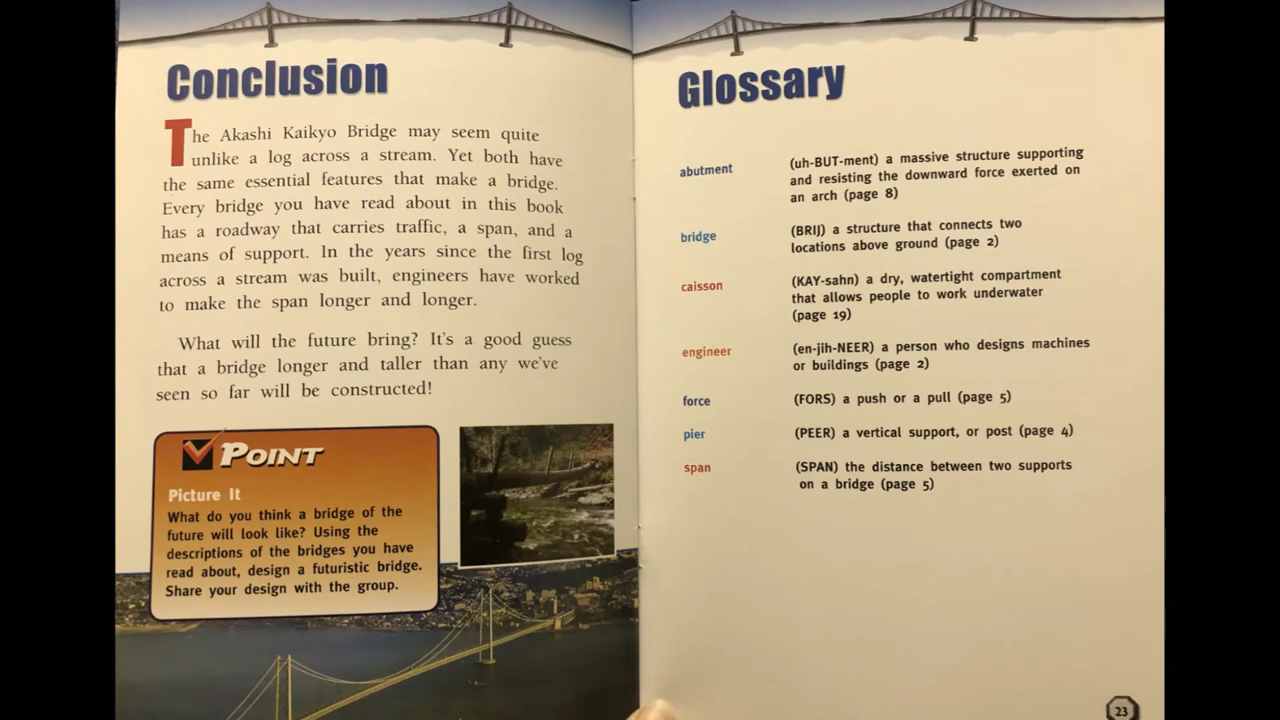 Conclusion
The Akashi Kaikyo Bridge may seem quite
unlike a log across a stream. Yet both have
the same essential features that make a bridge.
Every bridge you have read about in this book
has a roadway that carries traffic, a span, and a
means of support. In the years since the first log
across a stream was built, engineers have worked
to make the span longer and longer.
What will the future bring? It's a good guess
that a bridge longer and taller than any we've
seen so far will be constructed!
POINT
Picture It
What do you think a bridge of the
future will look like? Using the
descriptions of the bridges you have
read about, design a futuristic bridge.
Share your design with the group.
Glossary
abutment (uh-BUT-ment) a massive structure supporting
and resisting the downward force exerted on
an arch (page 8)
bridge (BRIJ) a structure that connects two
locations above ground (page 2)
caisson (KAY-sahn) a dry, watertight compartment
that allows people to work underwater
(page 19)
engineer (en-jih-NEER) a person who designs machines
or buildings (page 2)
force (FORS) a push or a pull (page 5)
pier (PEER) a vertical support, or post (page 4)
span (SPAN) the distance between two supports
on a bridge (page 5)
23